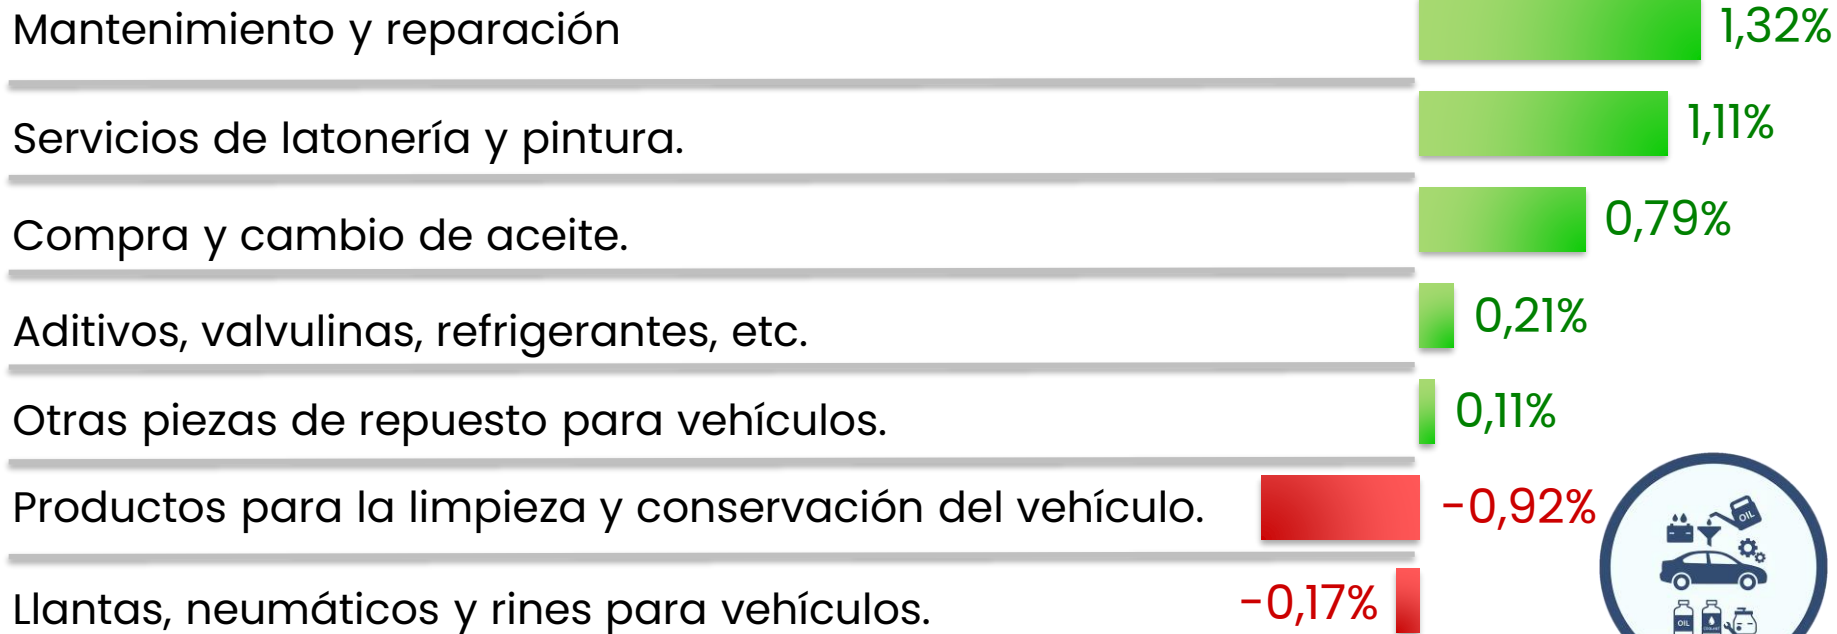 Mantenimiento y reparación 1,32%
Servicios de latonería y pintura. 1,11%
Compra y cambio de aceite. 0,79%
Aditivos, valvulinas, refrigerantes, etc. 0,21%
Otras piezas de repuesto para vehículos. 0,11%
Productos para la limpieza y conservación del vehículo. -0,92%
OIL
Llantas, neumáticos y rines para vehículos. -0,17%
OIL